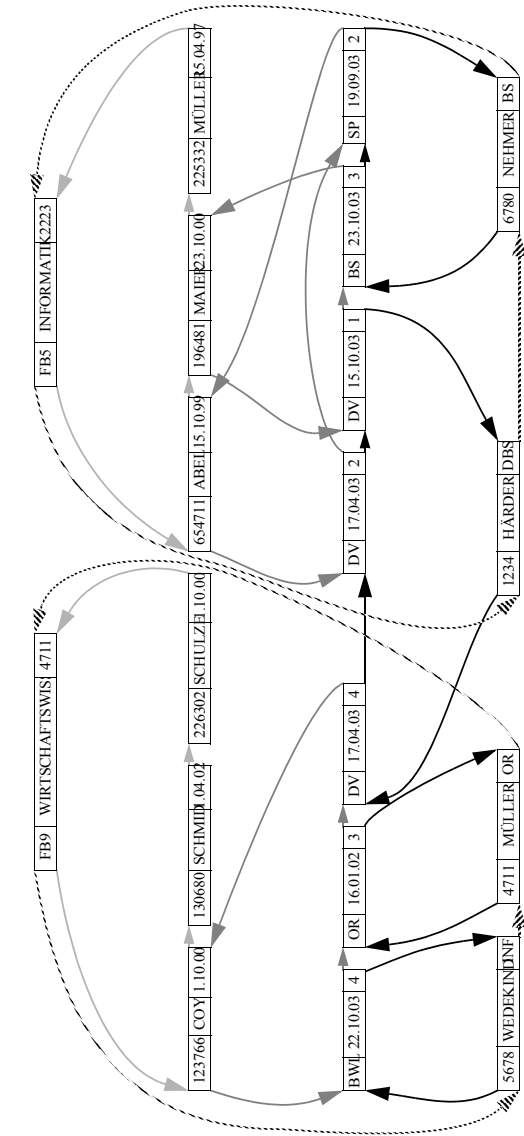 FB9 WIRTSCHAFTSWIS 4711
FB5 INFORMATIK 2223
123766 COY 1.10.00
130680 SCHMID 1.04.02
226302 SCHULZE 1.10.00
654711 ABEL 15.10.99
196481 MAIER 23.10.00
225332 MÜLLER 15.04.97
BWL 22.10.03 4
OR 16.01.02 3
DV 17.04.03 4
DV 17.04.03 2
DV 15.10.03 1
BS 23.10.03 3
SP 19.09.03 2
5678 WEDEKIND INF
4711 MÜLLER OR
1234 HÄRDER DBS
6780 NEHMER BS